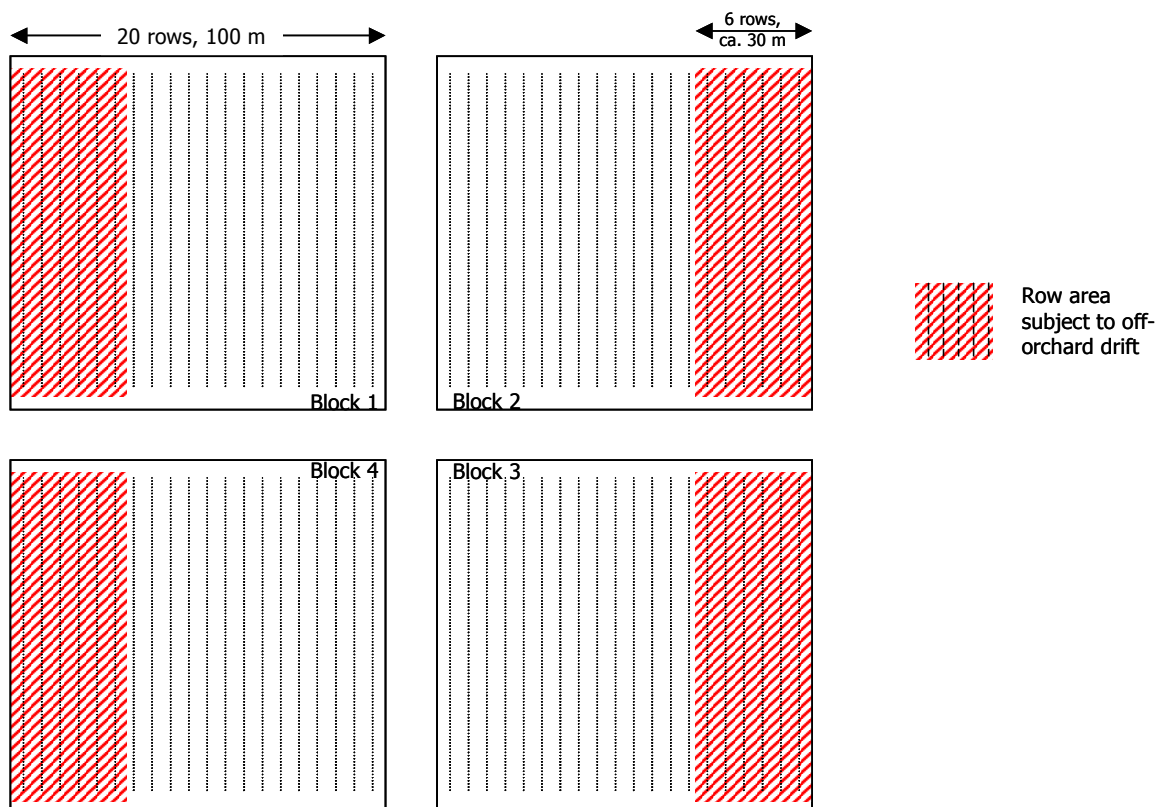 20 rows, 100 m
6 rows,
ca. 30 m
Block 1
Block 2
Row area
subject to off-
orchard drift
Block 4
Block 3